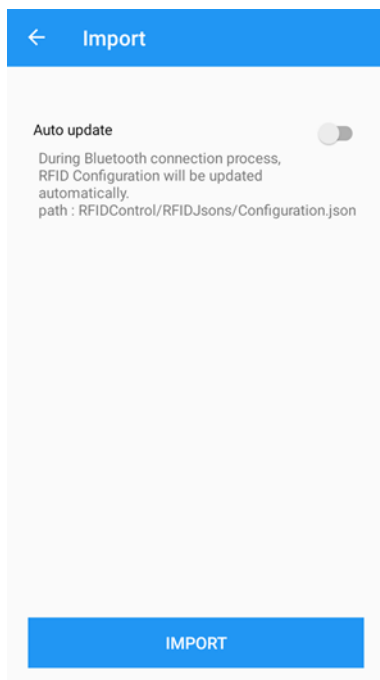 Import
Auto update
During Bluetooth connection process,
RFID Configuration will be updated
automatically.
path : RFIDControl/RFIDJsons/Configuration.json
IMPORT